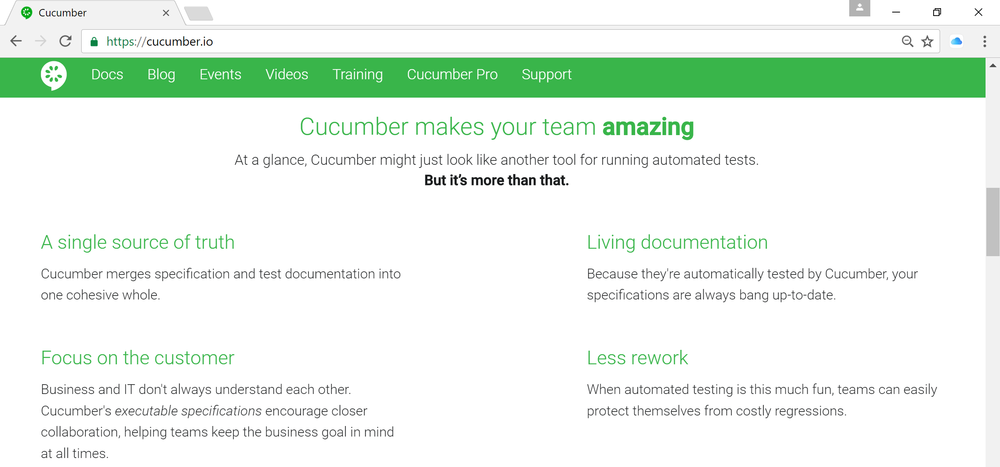 Cucumber
https://cucumber.io
Docs Blog Events Videos Training Cucumber Pro Support
Cucumber makes your team amazing
At a glance, Cucumber might just look like another tool for running automated tests.
But it’s more than that.
A single source of truth
Cucumber merges specification and test documentation into
one cohesive whole.
Living documentation
Because they're automatically tested by Cucumber, your
specifications are always bang up-to-date.
Focus on the customer
Business and IT don't always understand each other.
Cucumber's executable specifications encourage closer
collaboration, helping teams keep the business goal in mind
at all times.
Less rework
When automated testing is this much fun, teams can easily
protect themselves from costly regressions.